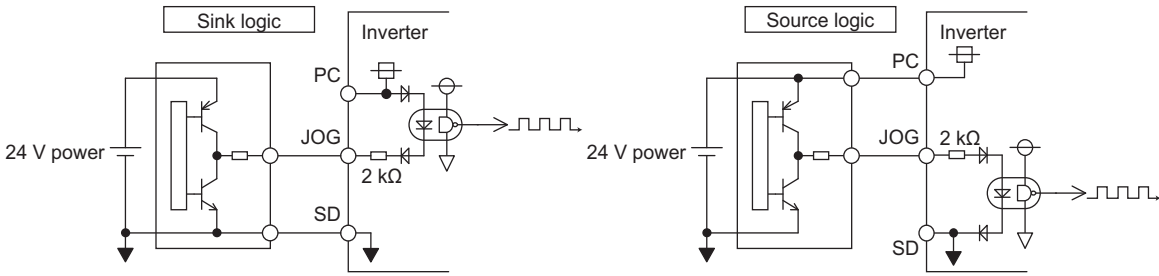 Sink logic
Inverter
PC
24 V power
JOG
2 kΩ
SD
Source logic
Inverter
PC
24 V power
JOG
2 kΩ
SD